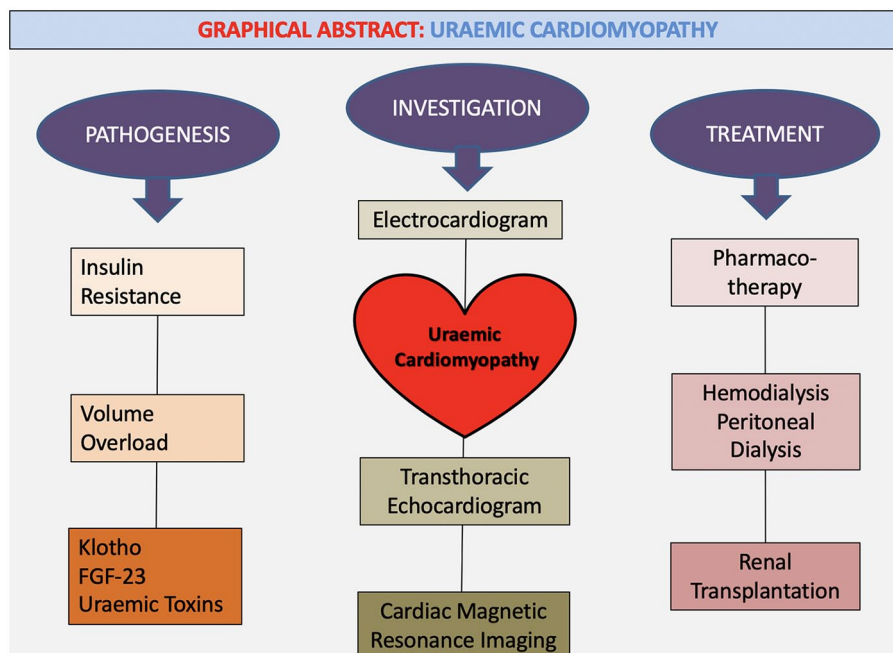 GRAPHICAL ABSTRACT: URAEMIC CARDIOMYOPATHY
PATHOGENESIS
Insulin
Resistance
Volume
Overload
Klotho
FGF-23
Uraemic Toxins
INVESTIGATION
Electrocardiogram
Uraemic
Cardiomyopathy
Transthoracic
Echocardiogram
Cardiac Magnetic
Resonance Imaging
TREATMENT
Pharmaco-
therapy
Hemodialysis
Peritoneal
Dialysis
Renal
Transplantation